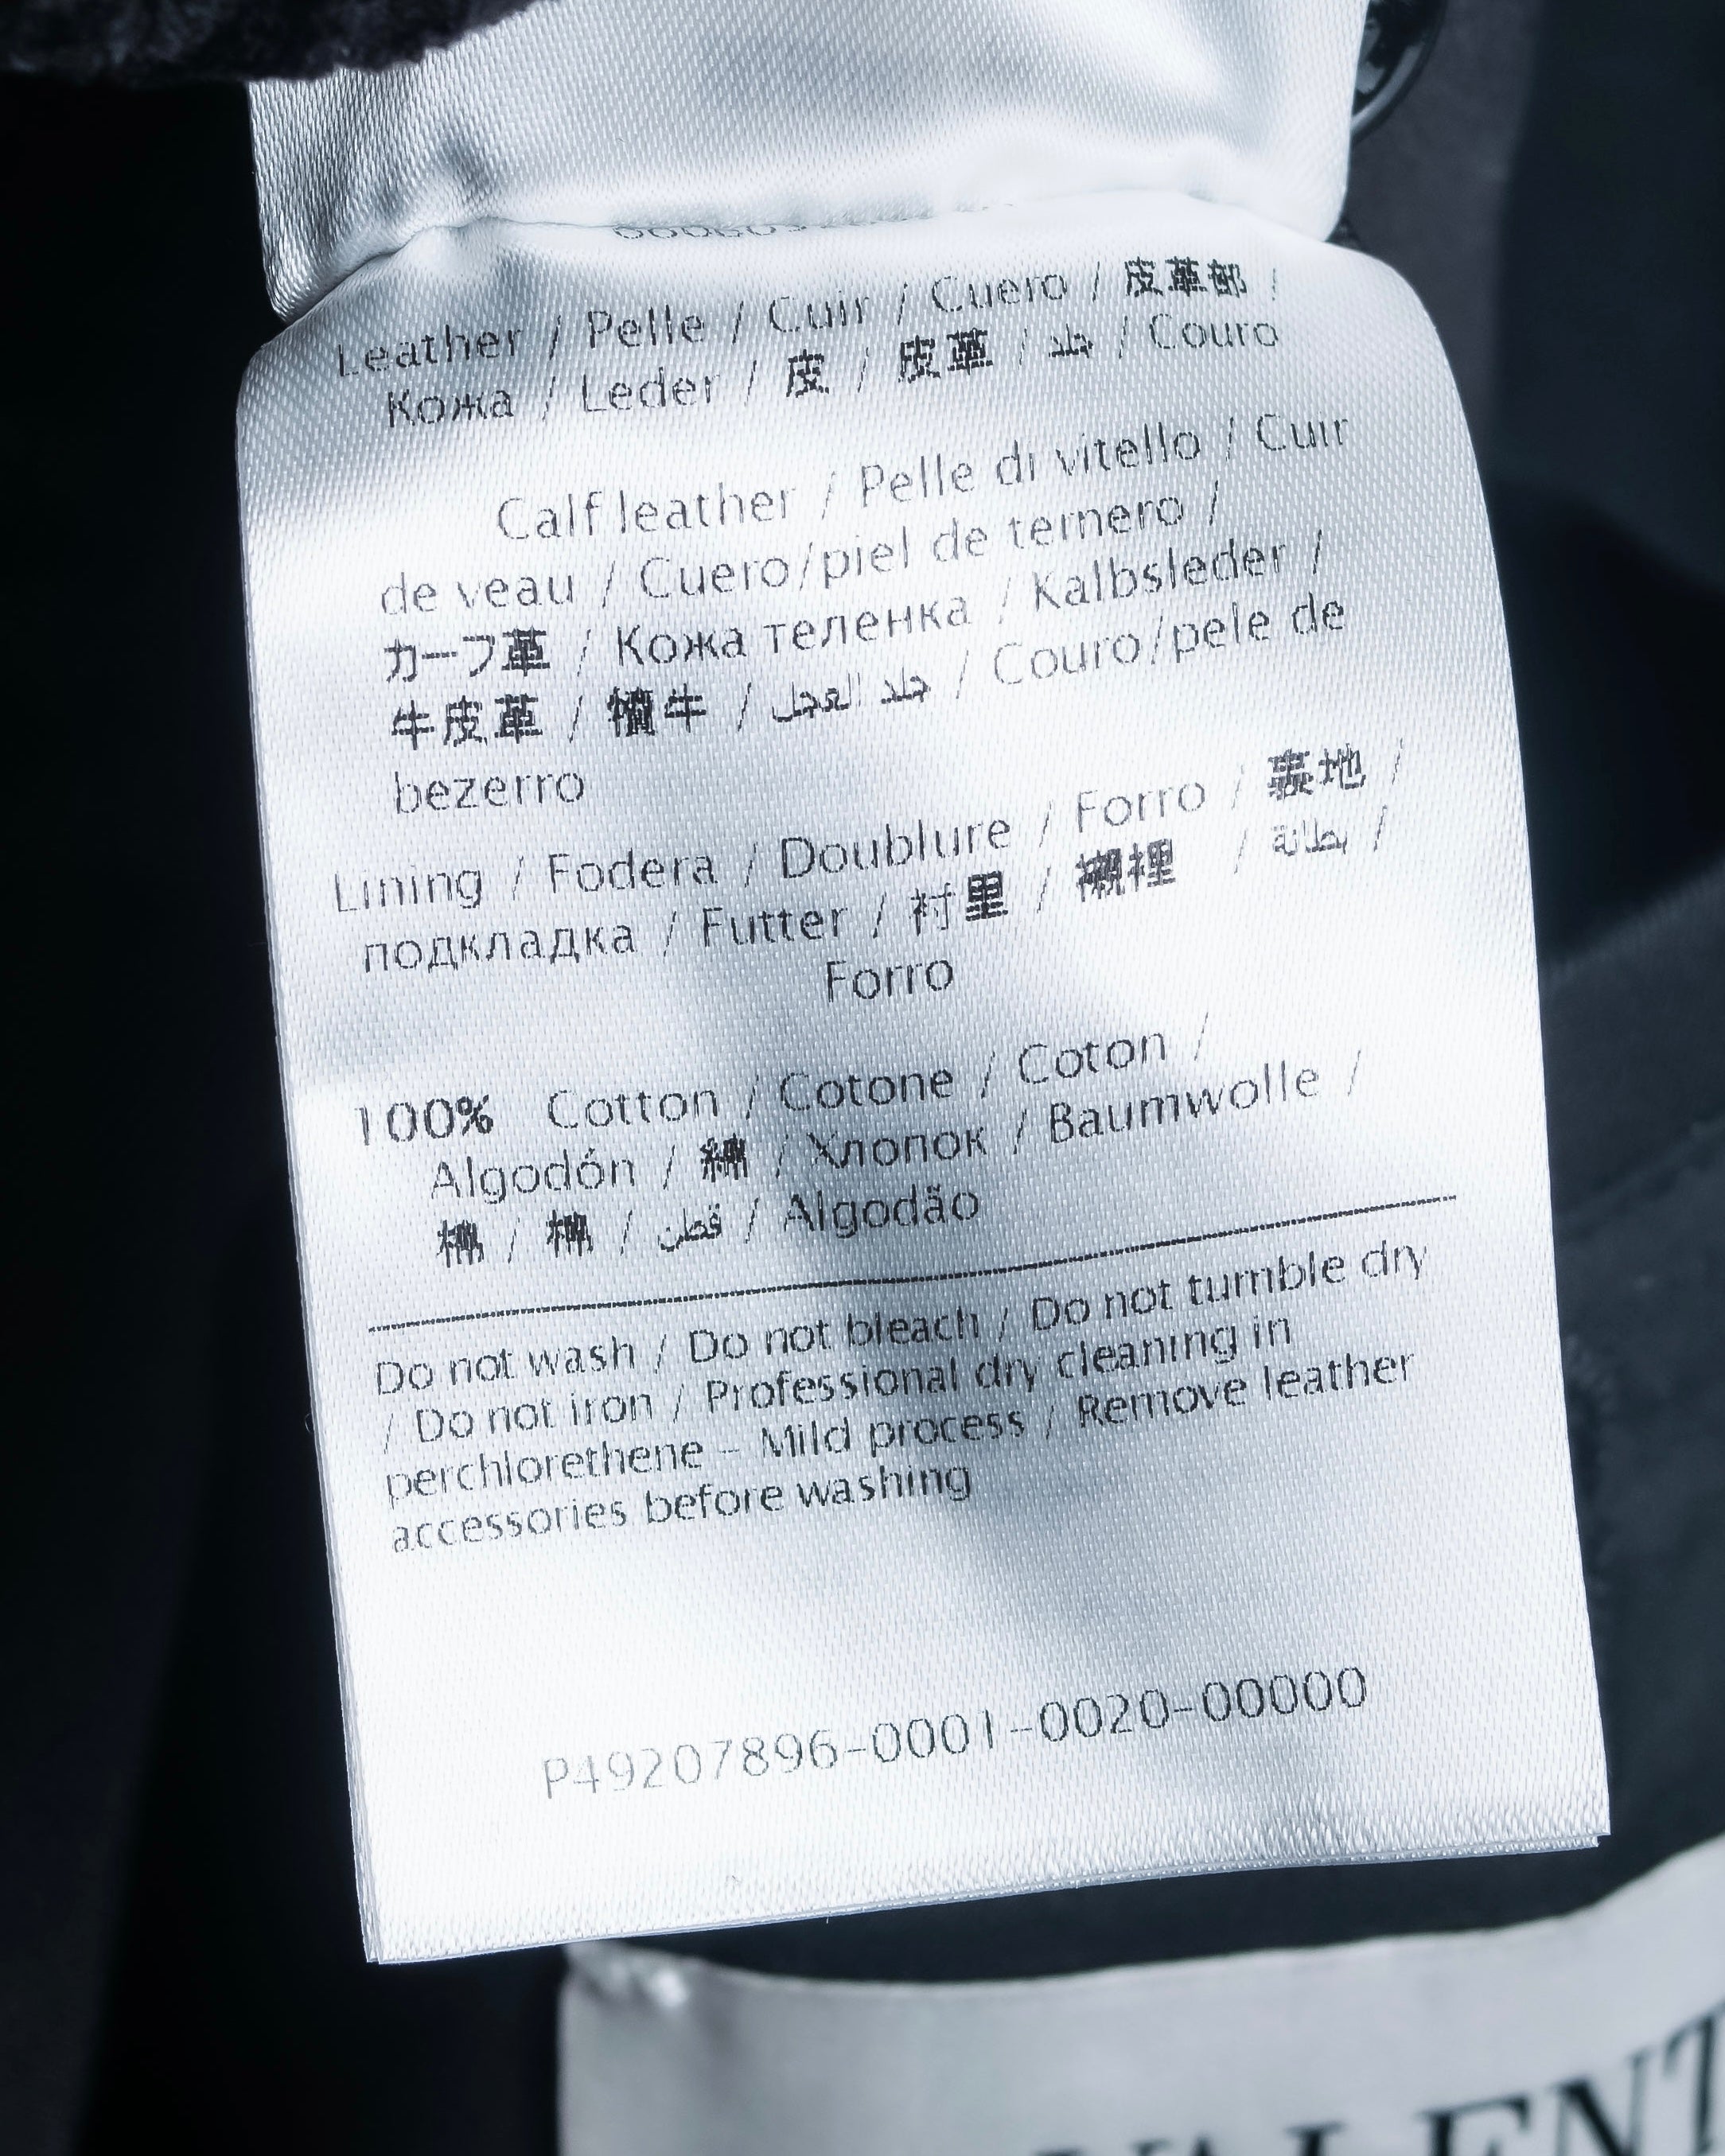 Leather / Pelle / Cuir / Cuero / 皮革部 /
Кожа / Leder / 皮 / 皮革 / جلد / Couro
Calf leather / Pelle di vitello / Cuir
de veau / Cuero/piel de ternero /
カーフ革 / Кожа теленка / Kalbsleder /
牛皮革 / 犢牛 / جلد العجل / Couro/pele de
bezerro
Lining / Fodera / Doublure / Forro / 裏地 /
подкладка / Futter / 衬里 / 襯裡 / بطانة /
Forro
100% Cotton / Cotone / Coton /
Algodón / 綿 / Хлопок / Baumwolle /
棉 / 棉 / قطن / Algodão
Do not wash / Do not bleach / Do not tumble dry
/ Do not iron / Professional dry cleaning in
perchlorethene – Mild process / Remove leather
accessories before washing
P49207896-0001-0020-00000
VALENT